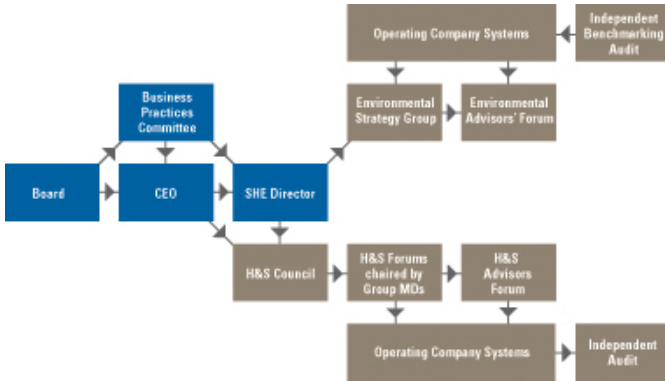 Operating Company Systems
Independent
Benchmarking
Audit
Business
Practices
Committee
Environmental
Strategy Group
Environmental
Advisors' Forum
Board
CEO
SHE Director
H&S Council
H&S Forums
chaired by
Group MDs
H&S
Advisors
Forum
Operating Company Systems
Independent
Audit